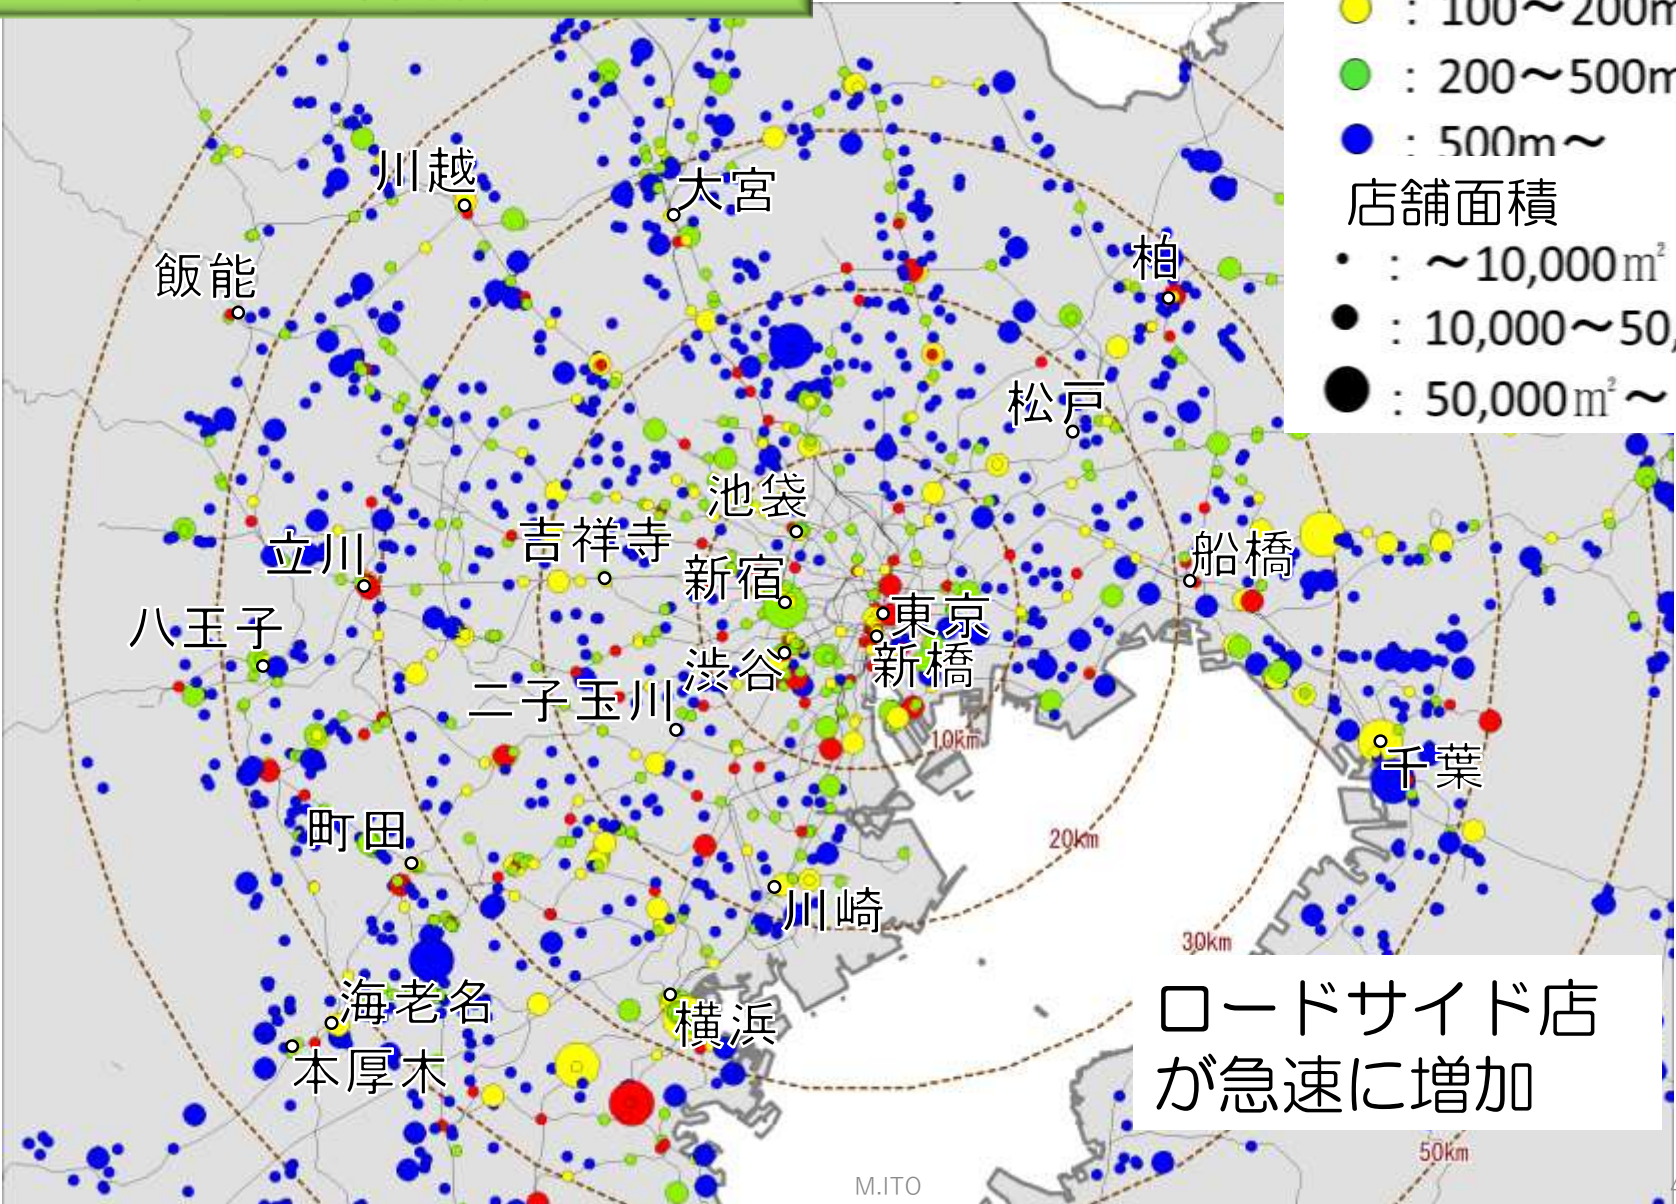 : 100～200m
: 200～500m
: 500m～
店舗面積
: ～10,000㎡
: 10,000～50,
: 50,000㎡～
川越
大宮
飯能
柏
松戸
池袋
吉祥寺
立川
新宿
船橋
八王子
東京
渋谷
新橋
二子玉川
10km
千葉
町田
20km
川崎
30km
海老名
横浜
本厚木
ロードサイド店
が急速に増加
50km
M.ITO